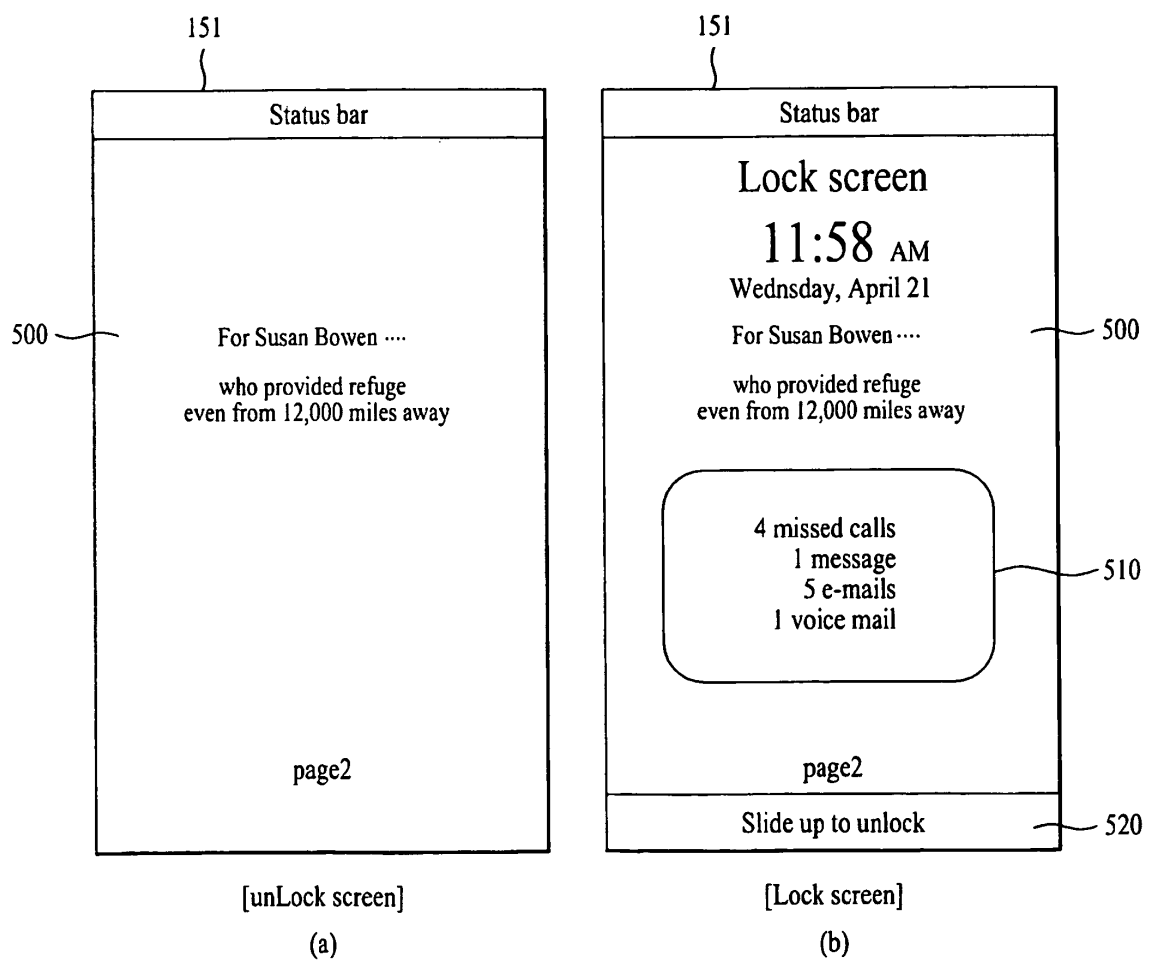 151
Status bar
500
For Susan Bowen ····
who provided refuge
even from 12,000 miles away
page2
[unLock screen]
(a)
151
Status bar
Lock screen
11:58 AM
Wednsday, April 21
For Susan Bowen ····
500
who provided refuge
even from 12,000 miles away
4 missed calls
1 message
5 e-mails
1 voice mail
510
page2
Slide up to unlock
520
[Lock screen]
(b)